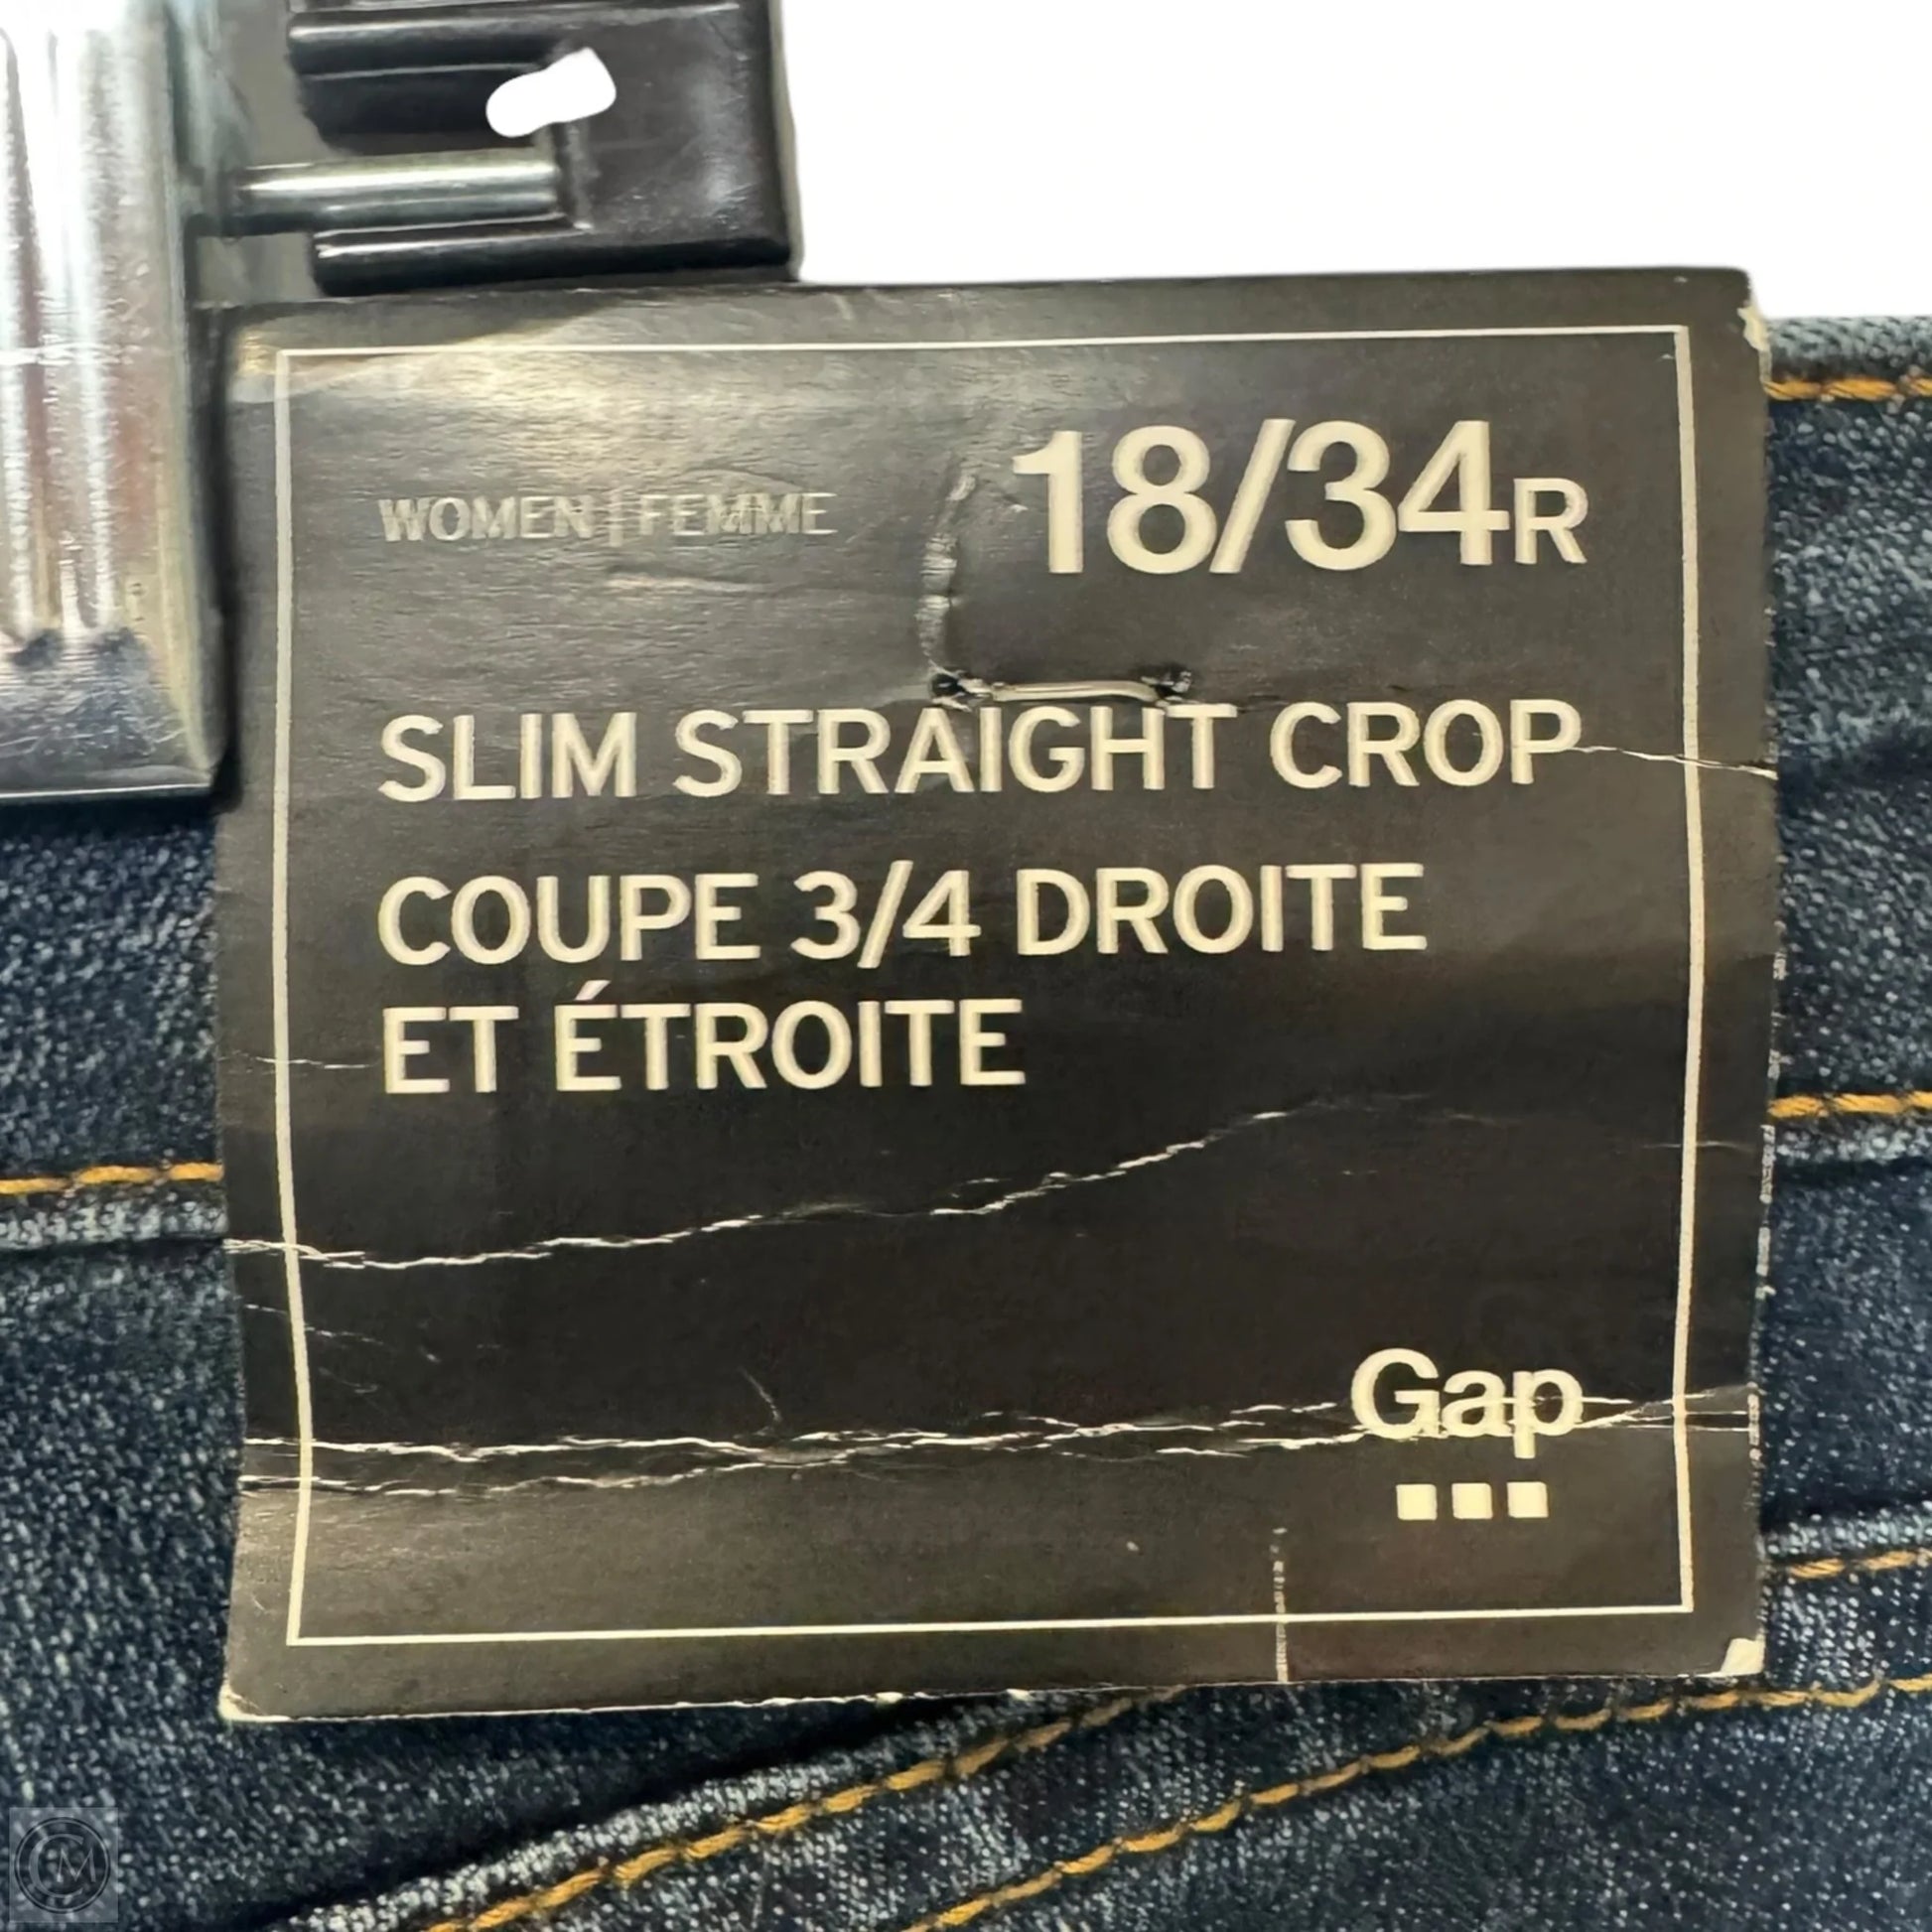 WOMEN | FEMME
18/34R
SLIM STRAIGHT CROP
COUPE 3/4 DROITE
ET ÉTROITE
Gap